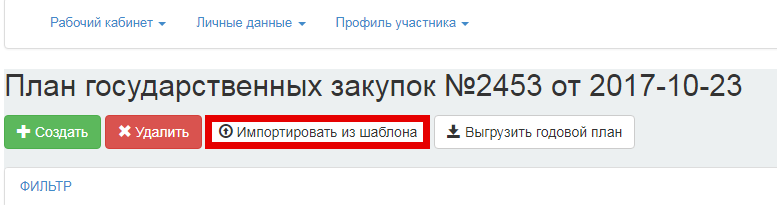 Рабочий кабинет Личные данные Профиль участника
План государственных закупок №2453 от 2017-10-23
Создать Удалить Импортировать из шаблона Выгрузить годовой план
ФИЛЬТР